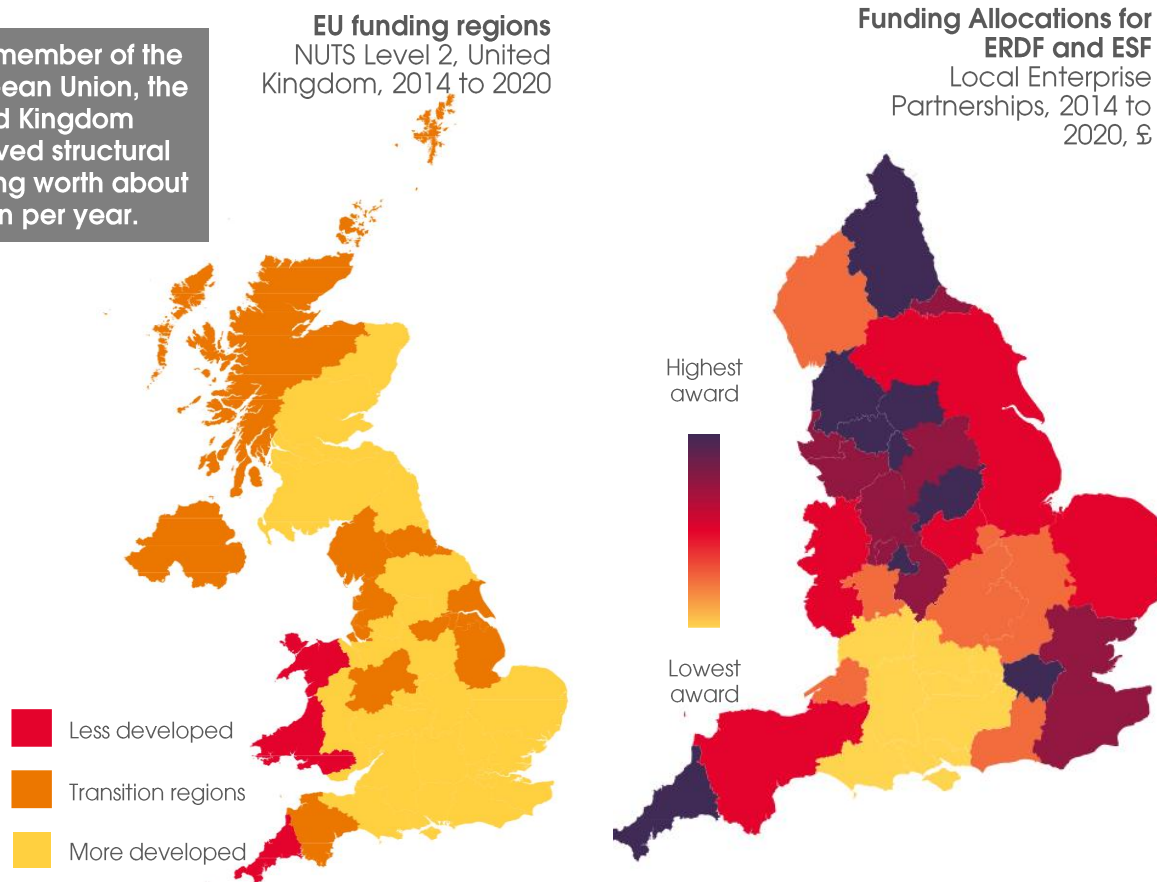 member of the
ean Union, the
d Kingdom
ved structural
ng worth about
n per year.
EU funding regions
NUTS Level 2, United
Kingdom, 2014 to 2020
Funding Allocations for
ERDF and ESF
Local Enterprise
Partnerships, 2014 to
2020, £
Highest
award
Lowest
award
Less developed
Transition regions
More developed